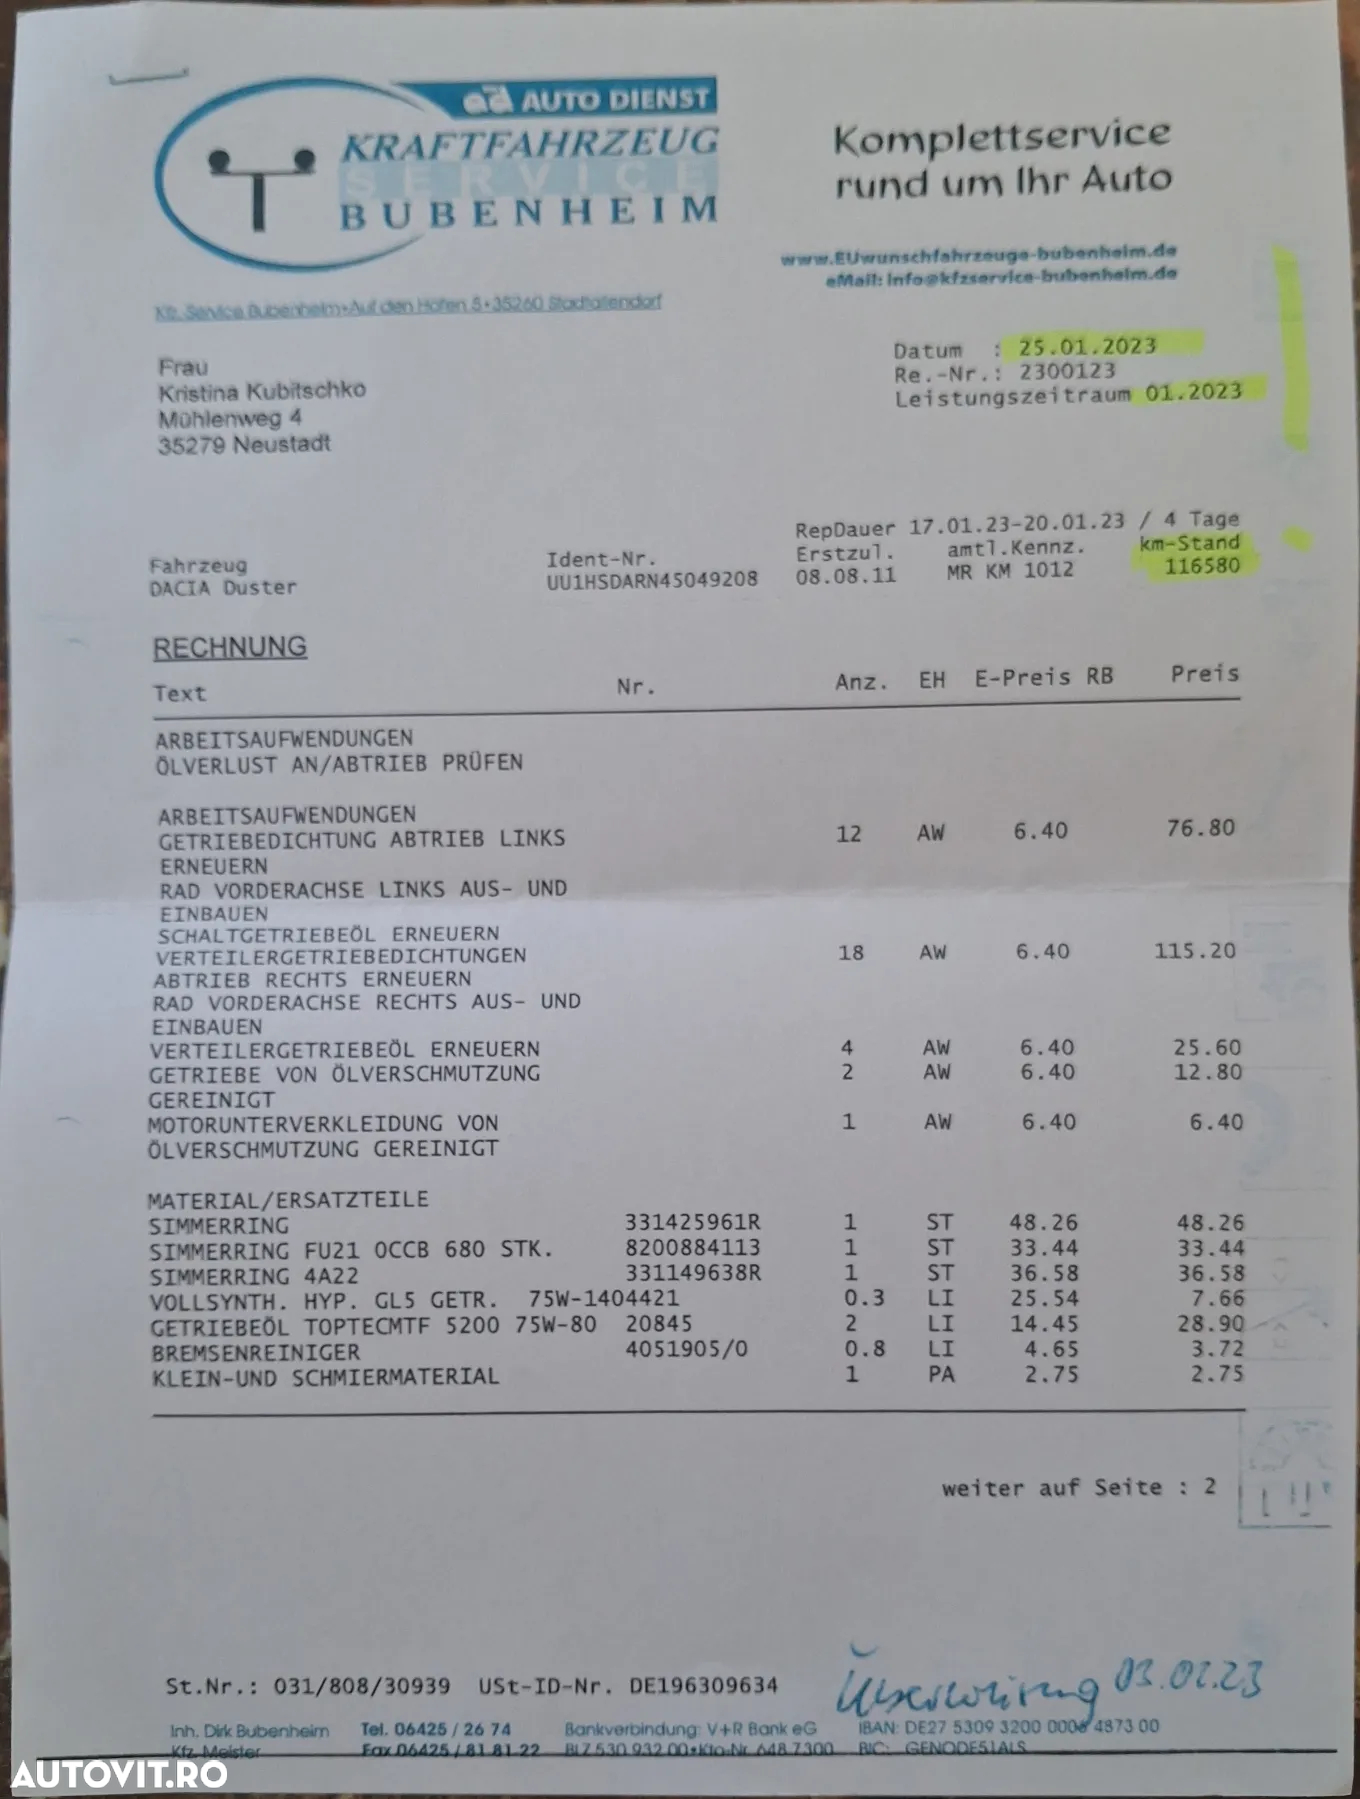 ad AUTO DIENST
KRAFTFAHRZEUG
SERVICE
BUBENHEIM
Komplettservice
rund um Ihr Auto
www.EUwunschfahrzeuge-bubenheim.de
eMail: info@kfzservice-bubenheim.de
Kfz. Service Bubenheim•Auf den Höfen 5•35260 Stadtallendorf
Frau
Kristina Kubitschko
Mühlenweg 4
35279 Neustadt
Datum : 25.01.2023
Re.-Nr.: 2300123
Leistungszeitraum 01.2023
RepDauer 17.01.23-20.01.23 / 4 Tage
Fahrzeug Ident-Nr. Erstzul. amtl.Kennz. km-Stand
DACIA Duster UU1HSDARN45049208 08.08.11 MR KM 1012 116580
RECHNUNG
Text Nr. Anz. EH E-Preis RB Preis
ARBEITSAUFWENDUNGEN
ÖLVERLUST AN/ABTRIEB PRÜFEN
ARBEITSAUFWENDUNGEN
GETRIEBEDICHTUNG ABTRIEB LINKS 12 AW 6.40 76.80
ERNEUERN
RAD VORDERACHSE LINKS AUS- UND
EINBAUEN
SCHALTGETRIEBEÖL ERNEUERN
VERTEILERGETRIEBEDICHTUNGEN 18 AW 6.40 115.20
ABTRIEB RECHTS ERNEUERN
RAD VORDERACHSE RECHTS AUS- UND
EINBAUEN
VERTEILERGETRIEBEÖL ERNEUERN 4 AW 6.40 25.60
GETRIEBE VON ÖLVERSCHMUTZUNG 2 AW 6.40 12.80
GEREINIGT
MOTORUNTERVERKLEIDUNG VON 1 AW 6.40 6.40
ÖLVERSCHMUTZUNG GEREINIGT
MATERIAL/ERSATZTEILE
SIMMERRING 331425961R 1 ST 48.26 48.26
SIMMERRING FU21 OCCB 680 STK. 8200884113 1 ST 33.44 33.44
SIMMERRING 4A22 331149638R 1 ST 36.58 36.58
VOLLSYNTH. HYP. GL5 GETR. 75W-1404421 0.3 LI 25.54 7.66
GETRIEBEÖL TOPTECMTF 5200 75W-80 20845 2 LI 14.45 28.90
BREMSENREINIGER 4051905/0 0.8 LI 4.65 3.72
KLEIN-UND SCHMIERMATERIAL 1 PA 2.75 2.75
weiter auf Seite : 2
Überweisung 03.02.23
St.Nr.: 031/808/30939 USt-ID-Nr. DE196309634
Inh. Dirk Bubenheim Tel. 06425 / 26 74 Bankverbindung: V+R Bank eG IBAN: DE27 5309 3200 0006 4873 00
Kfz. Meister Fax 06425 / 81 81 22 BLZ 530 932 00•Kto-Nr. 648 7300 BIC: GENODE51ALS
AUTOVIT.RO